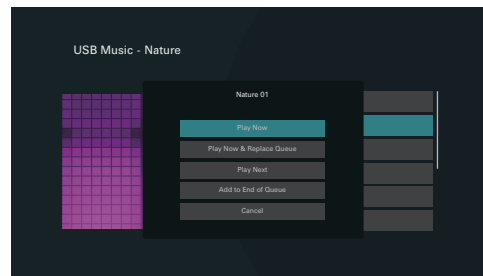 USB Music - Nature
Nature 01
Play Now
Play Now & Replace Queue
Play Next
Add to End of Queue
Cancel